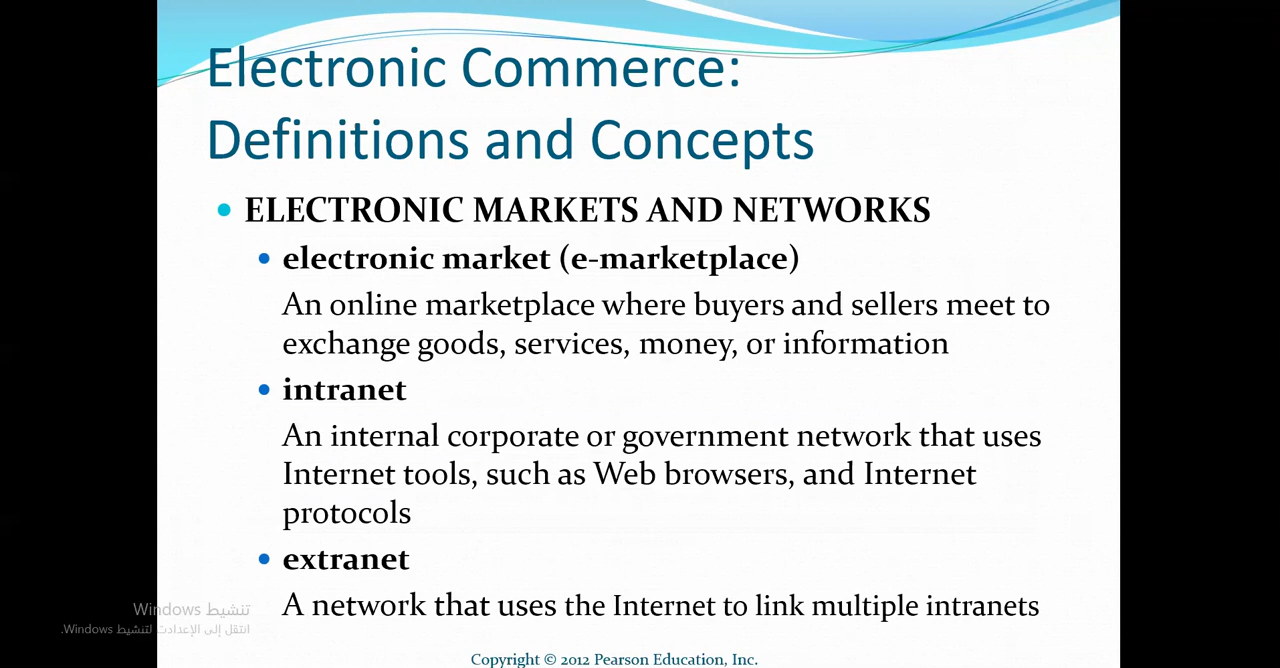 Electronic Commerce:
Definitions and Concepts
• ELECTRONIC MARKETS AND NETWORKS
• electronic market (e-marketplace)
An online marketplace where buyers and sellers meet to
exchange goods, services, money, or information
• intranet
An internal corporate or government network that uses
Internet tools, such as Web browsers, and Internet
protocols
• extranet
A network that uses the Internet to link multiple intranets
تنشيط Windows
انتقل إلى الإعدادات لتنشيط Windows.
Copyright © 2012 Pearson Education, Inc.